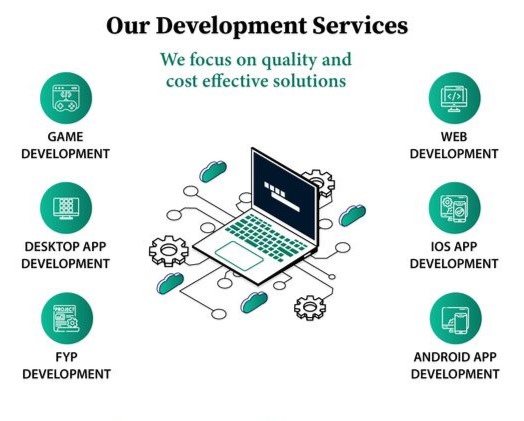 Our Development Services
We focus on quality and
cost effective solutions
GAME
DEVELOPMENT
WEB
DEVELOPMENT
DESKTOP APP
DEVELOPMENT
IOS APP
DEVELOPMENT
PROJECT
FYP
DEVELOPMENT
ANDROID APP
DEVELOPMENT